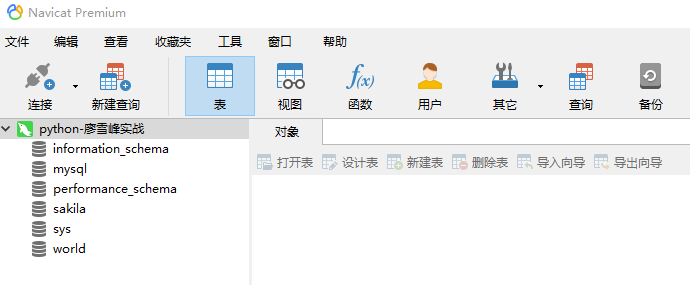 Navicat Premium
文件 编辑 查看 收藏夹 工具 窗口 帮助
f(x)
连接 新建查询 表 视图 函数 用户 其它 查询 备份
python-廖雪峰实战 对象
information_schema 打开表 设计表 新建表 删除表 导入向导 导出向导
mysql
performance_schema
sakila
sys
world